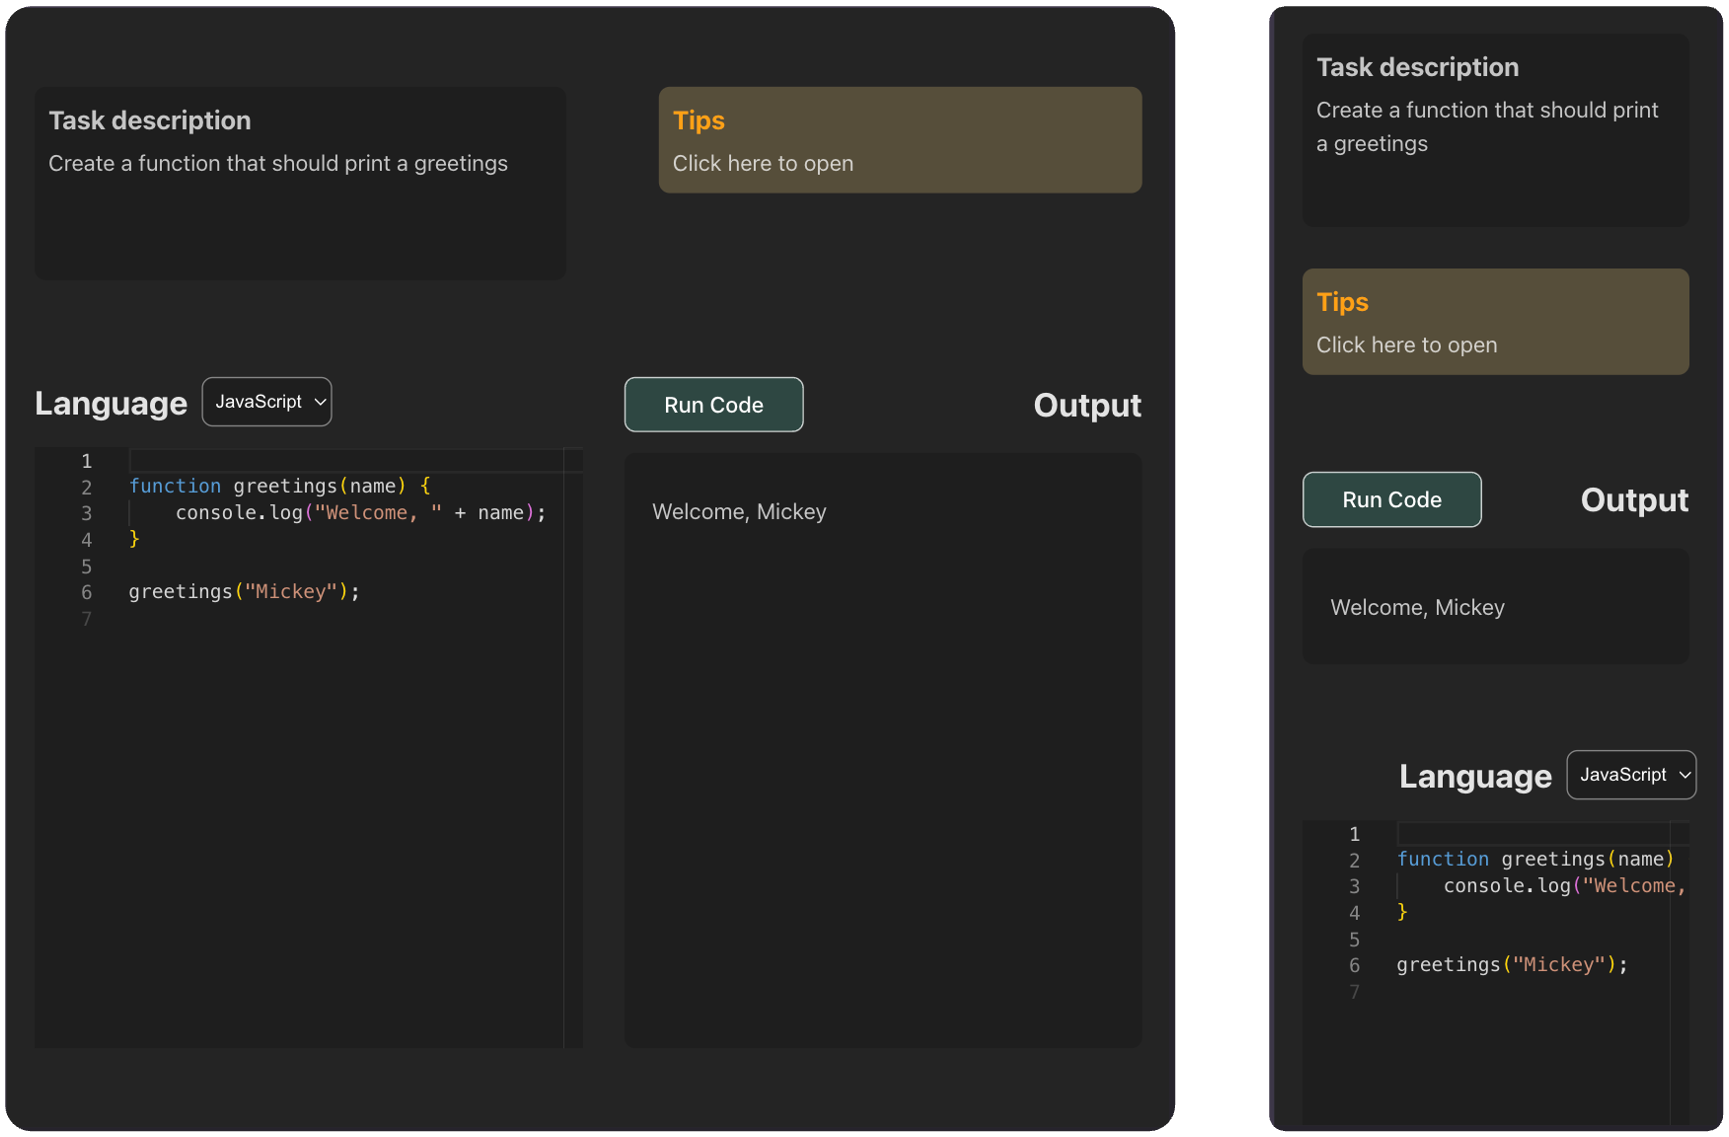 Task description
Create a function that should print a greetings
Tips
Click here to open
Language JavaScript
Run Code
Output
1
2 function greetings(name) {
3 console.log("Welcome, " + name);
4 }
5
6 greetings("Mickey");
7
Welcome, Mickey
Task description
Create a function that should print
a greetings
Tips
Click here to open
Run Code
Output
Welcome, Mickey
Language JavaScript
1
2 function greetings(name)
3 console.log("Welcome,
4 }
5
6 greetings("Mickey");
7